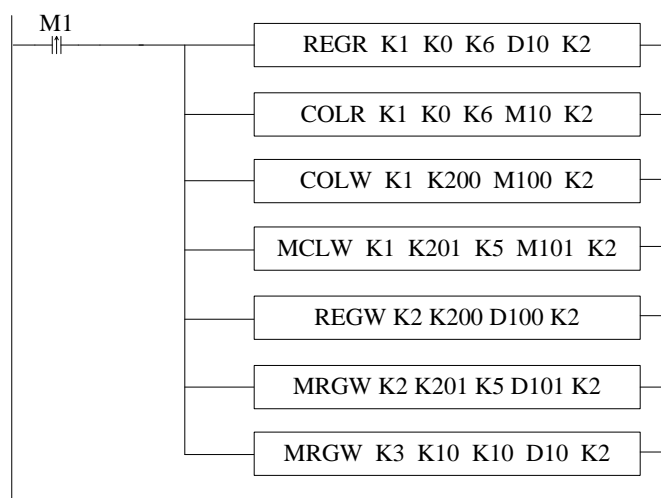 M1
REGR K1 K0 K6 D10 K2
COLR K1 K0 K6 M10 K2
COLW K1 K200 M100 K2
MCLW K1 K201 K5 M101 K2
REGW K2 K200 D100 K2
MRGW K2 K201 K5 D101 K2
MRGW K3 K10 K10 D10 K2